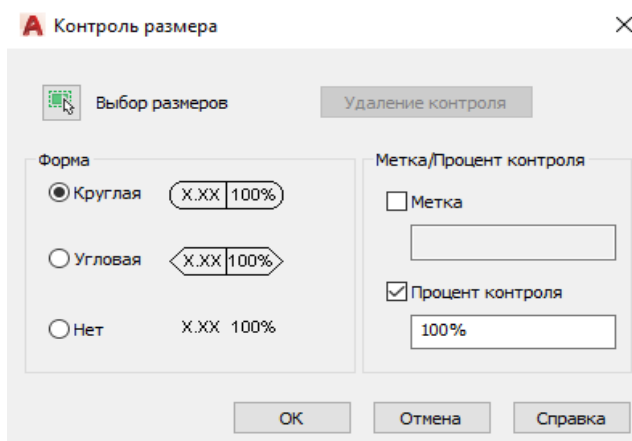 Контроль размера
Выбор размеров
Удаление контроля
Форма
Круглая
X.XX 100%
Угловая
X.XX 100%
Нет
X.XX 100%
Метка/Процент контроля
Метка
Процент контроля
100%
ОК
Отмена
Справка